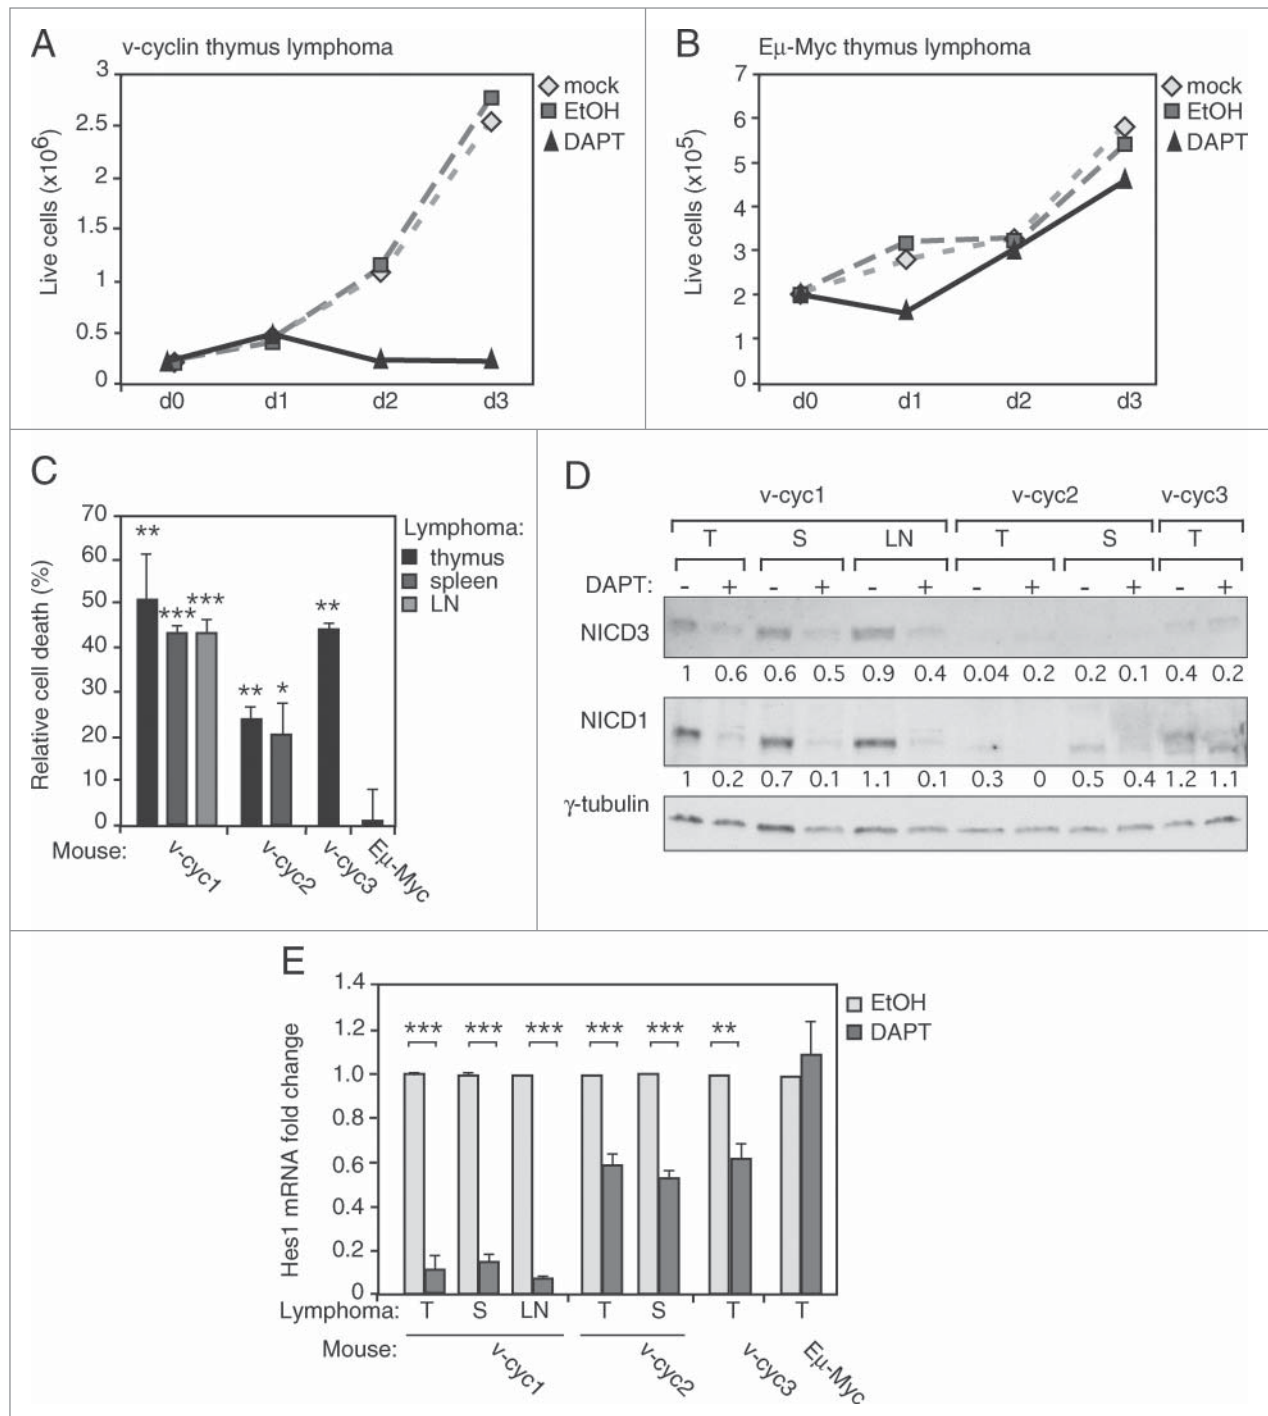 A
v-cyclin thymus lymphoma
3
2.5
2
1.5
1
0.5
0
Live cells (x10⁶)
d0 d1 d2 d3
mock
EtOH
DAPT
B
Eμ-Myc thymus lymphoma
7
6
5
4
3
2
1
0
Live cells (x10⁵)
d0 d1 d2 d3
mock
EtOH
DAPT
C
70
60
50
40
30
20
10
0
Relative cell death (%)
** *** *** ** * **
Lymphoma:
thymus
spleen
LN
Mouse: v-cyc1 v-cyc2 v-cyc3 Eμ-Myc
D
v-cyc1 v-cyc2 v-cyc3
T S LN T S T
DAPT: - + - + - + - + - + - +
NICD3
1 0.6 0.6 0.5 0.9 0.4 0.04 0.2 0.2 0.1 0.4 0.2
NICD1
1 0.2 0.7 0.1 1.1 0.1 0.3 0 0.5 0.4 1.2 1.1
γ-tubulin
E
1.4
1.2
1.0
0.8
0.6
0.4
0.2
0
Hes1 mRNA fold change
*** *** *** *** *** **
EtOH
DAPT
Lymphoma: T S LN T S T T
Mouse: v-cyc1 v-cyc2 v-cyc3 Eμ-Myc